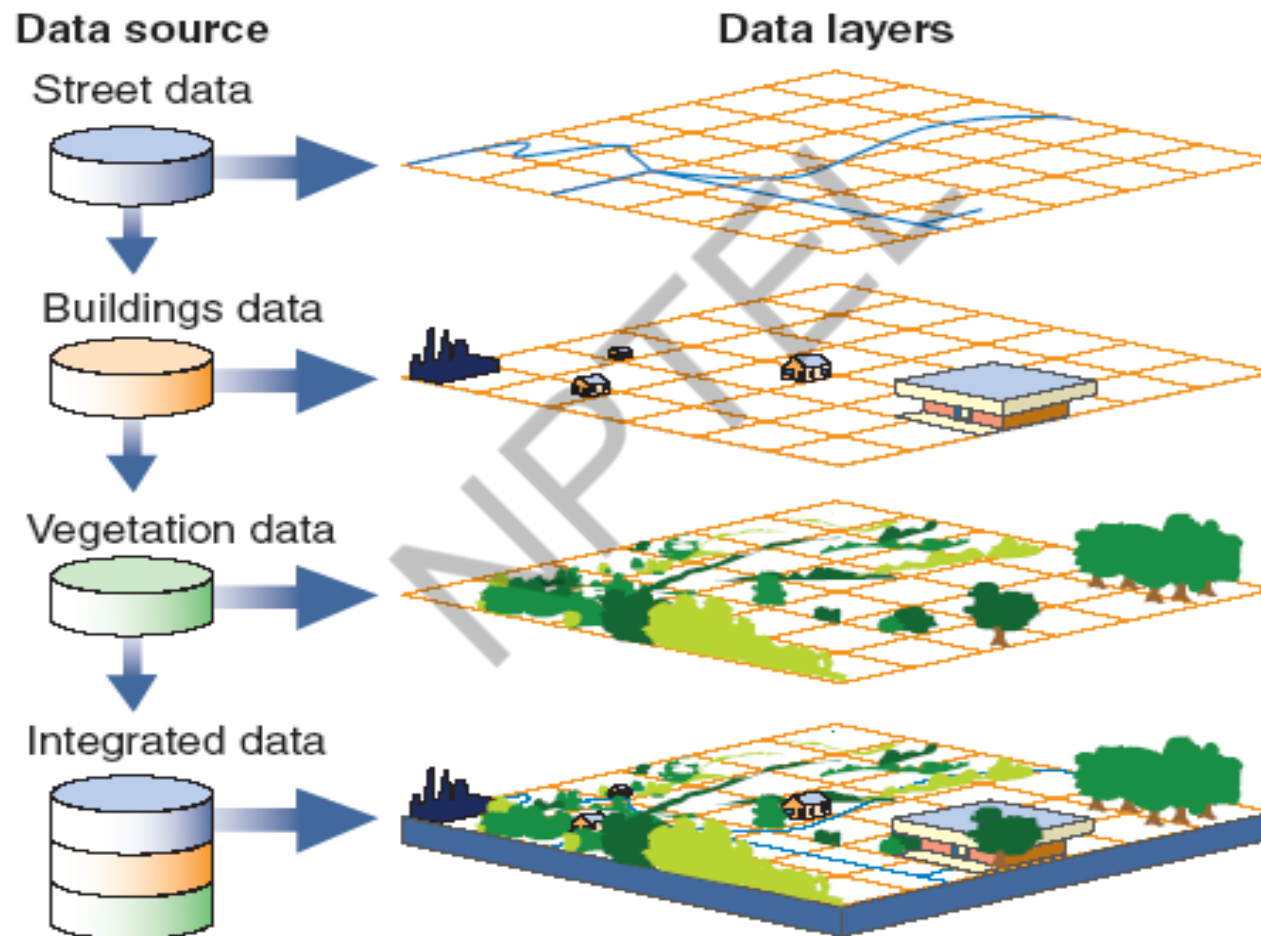 Data source
Data layers
Street data
Buildings data
Vegetation data
Integrated data
NPTEL